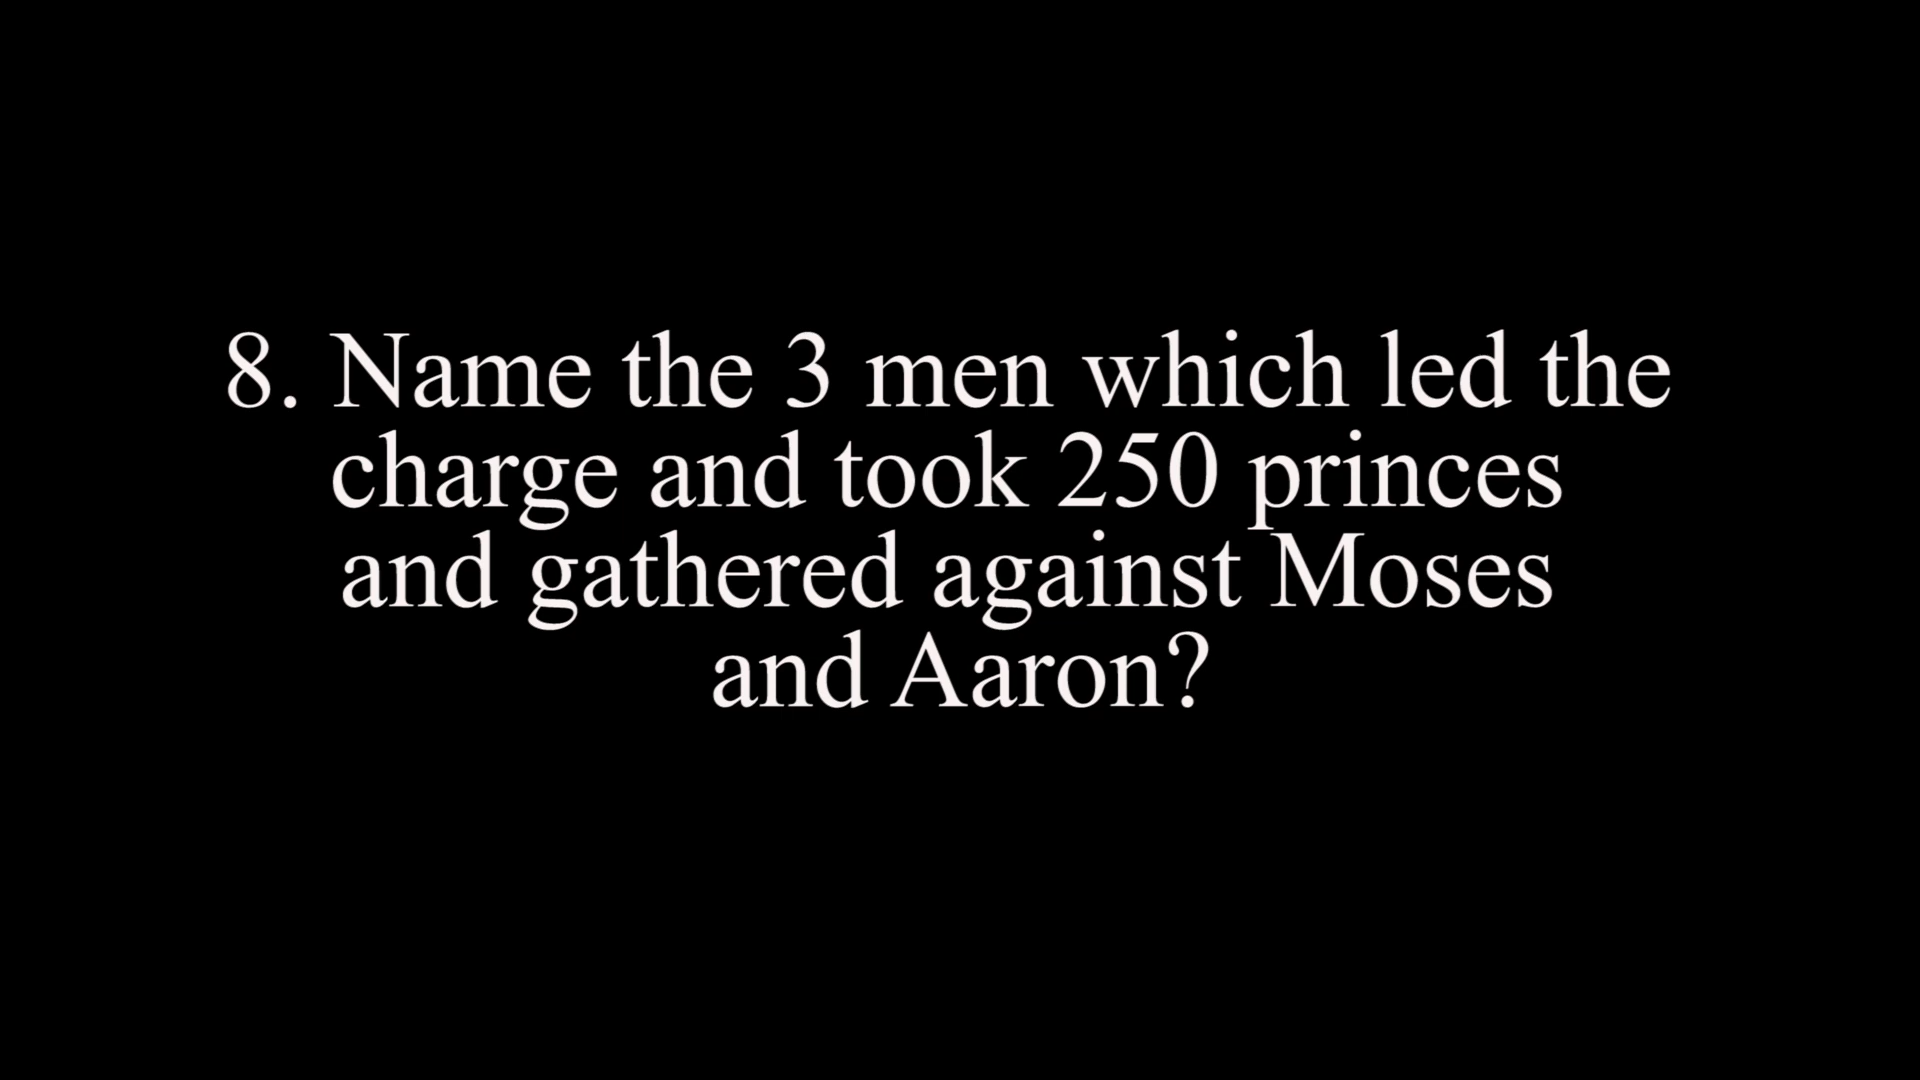 8. Name the 3 men which led the
charge and took 250 princes
and gathered against Moses
and Aaron?